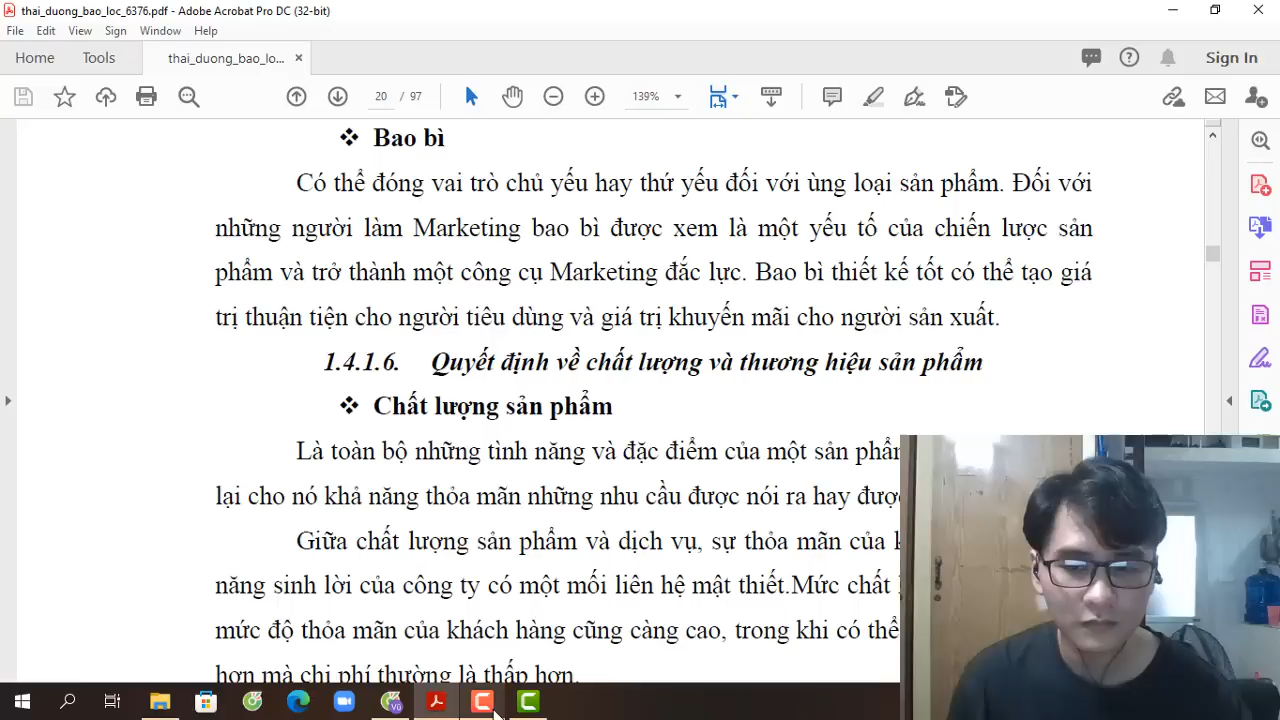 thai_duong_bao_loc_6376.pdf - Adobe Acrobat Pro DC (32-bit)
File Edit View Sign Window Help
Home Tools thai_duong_bao_lo... × Sign In
20 / 97 139%
❖ Bao bì
Có thể đóng vai trò chủ yếu hay thứ yếu đối với ùng loại sản phẩm. Đối với
những người làm Marketing bao bì được xem là một yếu tố của chiến lược sản
phẩm và trở thành một công cụ Marketing đắc lực. Bao bì thiết kế tốt có thể tạo giá
trị thuận tiện cho người tiêu dùng và giá trị khuyến mãi cho người sản xuất.
1.4.1.6. Quyết định về chất lượng và thương hiệu sản phẩm
❖ Chất lượng sản phẩm
Là toàn bộ những tình năng và đặc điểm của một sản phẩm
lại cho nó khả năng thỏa mãn những nhu cầu được nói ra hay được
Giữa chất lượng sản phẩm và dịch vụ, sự thỏa mãn của
năng sinh lời của công ty có một mối liên hệ mật thiết.Mức chất
mức độ thỏa mãn của khách hàng cũng càng cao, trong khi có thể
hơn mà chi phí thường là thấp hơn.